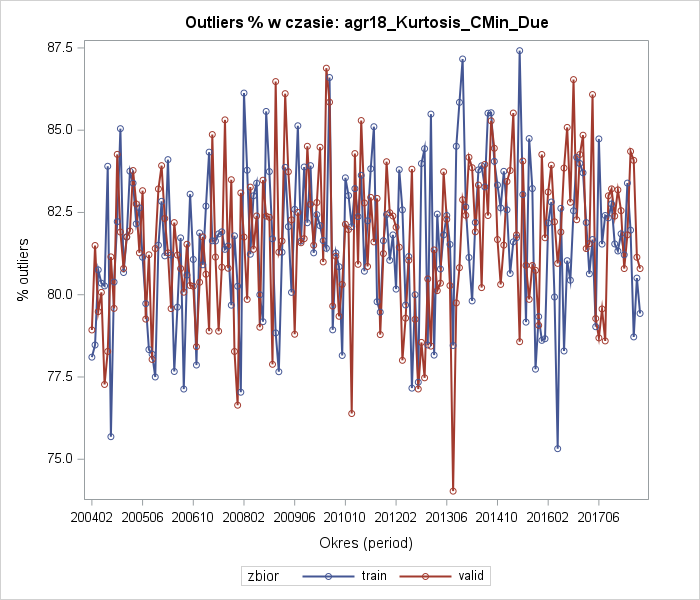 Outliers % w czasie: agr18_Kurtosis_CMin_Due
% outliers
87.5
85.0
82.5
80.0
77.5
75.0
200402 200506 200610 200802 200906 201010 201202 201306 201410 201602 201706
Okres (period)
zbior train valid